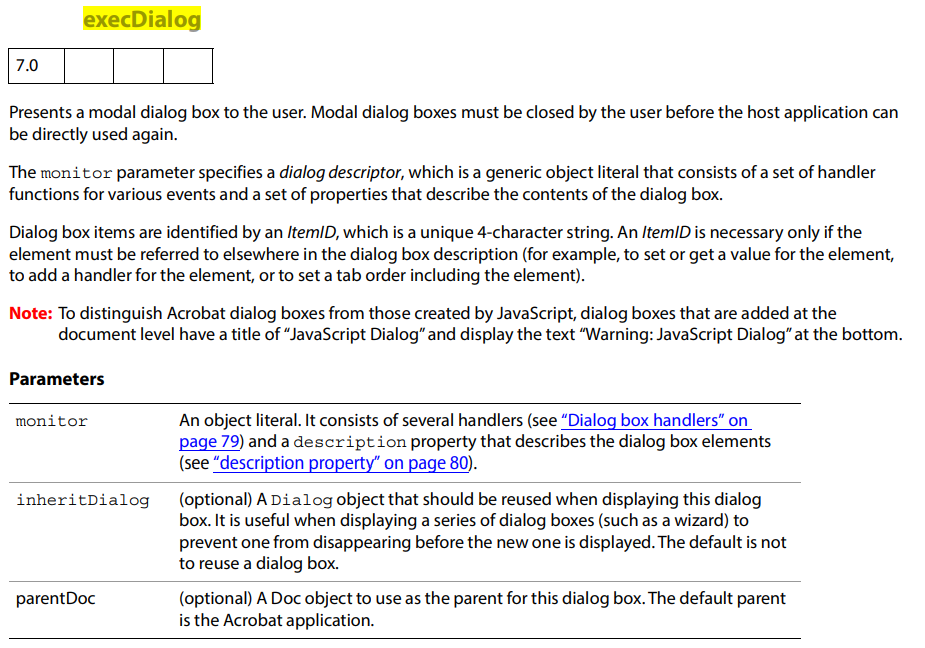 execDialog
7.0
Presents a modal dialog box to the user. Modal dialog boxes must be closed by the user before the host application can
be directly used again.
The monitor parameter specifies a dialog descriptor, which is a generic object literal that consists of a set of handler
functions for various events and a set of properties that describe the contents of the dialog box.
Dialog box items are identified by an ItemID, which is a unique 4-character string. An ItemID is necessary only if the
element must be referred to elsewhere in the dialog box description (for example, to set or get a value for the element,
to add a handler for the element, or to set a tab order including the element).
Note: To distinguish Acrobat dialog boxes from those created by JavaScript, dialog boxes that are added at the
document level have a title of “JavaScript Dialog” and display the text “Warning: JavaScript Dialog” at the bottom.
Parameters
monitor An object literal. It consists of several handlers (see “Dialog box handlers” on
page 79) and a description property that describes the dialog box elements
(see “description property” on page 80).
inheritDialog (optional) A Dialog object that should be reused when displaying this dialog
box. It is useful when displaying a series of dialog boxes (such as a wizard) to
prevent one from disappearing before the new one is displayed. The default is not
to reuse a dialog box.
parentDoc (optional) A Doc object to use as the parent for this dialog box. The default parent
is the Acrobat application.